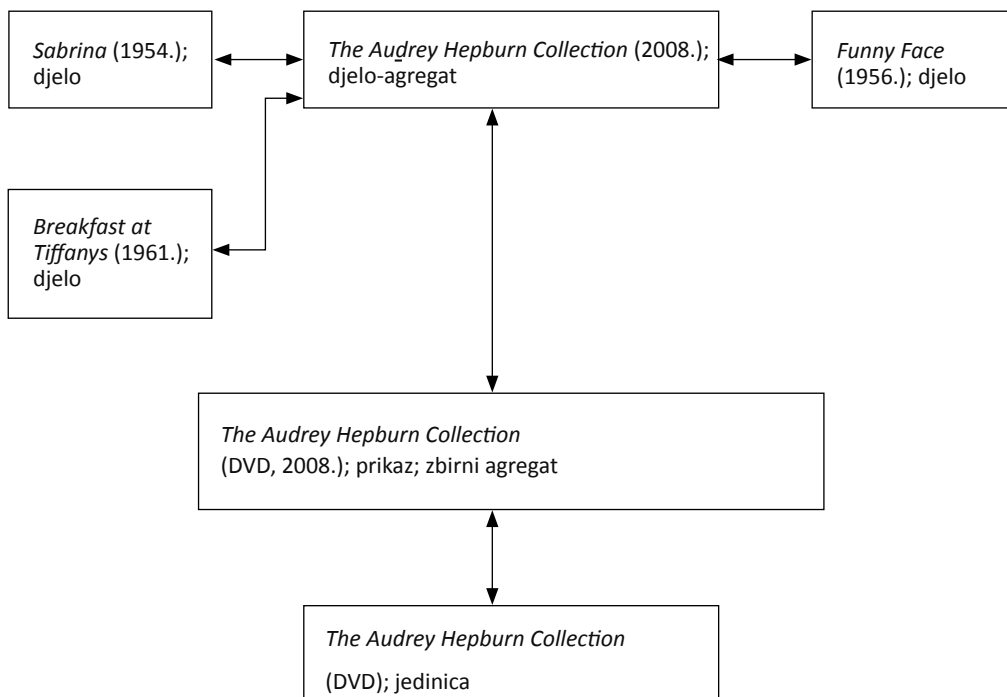 Sabrina (1954.);
djelo
The Audrey Hepburn Collection (2008.);
djelo-agregat
Funny Face
(1956.); djelo
Breakfast at
Tiffanys (1961.);
djelo
The Audrey Hepburn Collection
(DVD, 2008.); prikaz; zbirni agregat
The Audrey Hepburn Collection
(DVD); jedinica